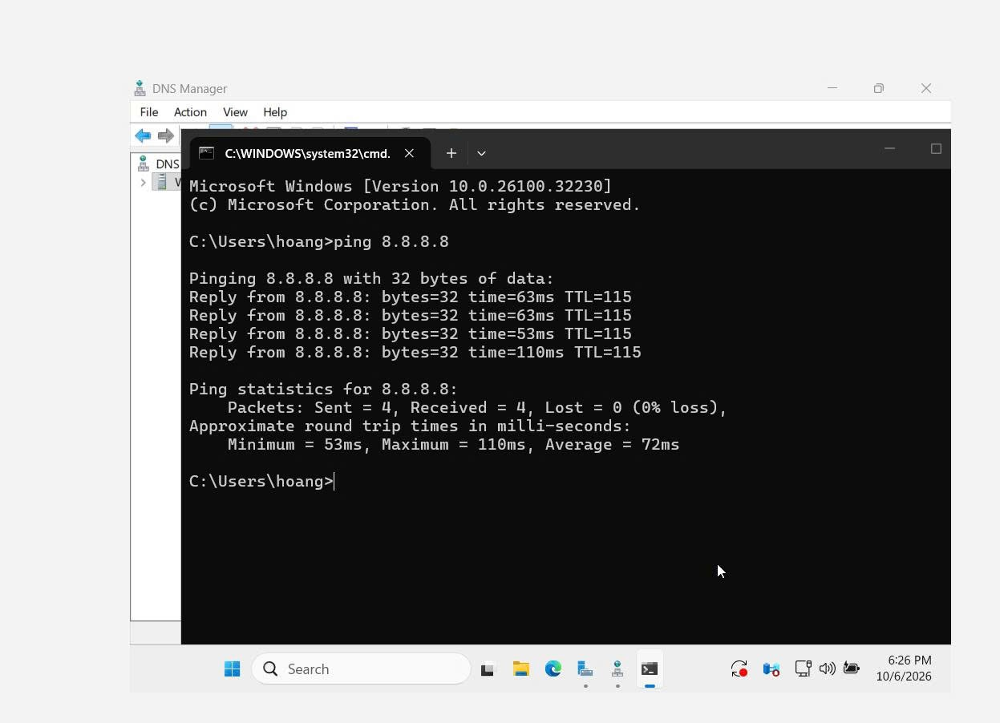 DNS Manager
File Action View Help
C:\WINDOWS\system32\cmd.
DNS
Microsoft Windows [Version 10.0.26100.32230]
(c) Microsoft Corporation. All rights reserved.
C:\Users\hoang>ping 8.8.8.8
Pinging 8.8.8.8 with 32 bytes of data:
Reply from 8.8.8.8: bytes=32 time=63ms TTL=115
Reply from 8.8.8.8: bytes=32 time=63ms TTL=115
Reply from 8.8.8.8: bytes=32 time=53ms TTL=115
Reply from 8.8.8.8: bytes=32 time=110ms TTL=115
Ping statistics for 8.8.8.8:
Packets: Sent = 4, Received = 4, Lost = 0 (0% loss),
Approximate round trip times in milli-seconds:
Minimum = 53ms, Maximum = 110ms, Average = 72ms
C:\Users\hoang>
Search
6:26 PM
10/6/2026